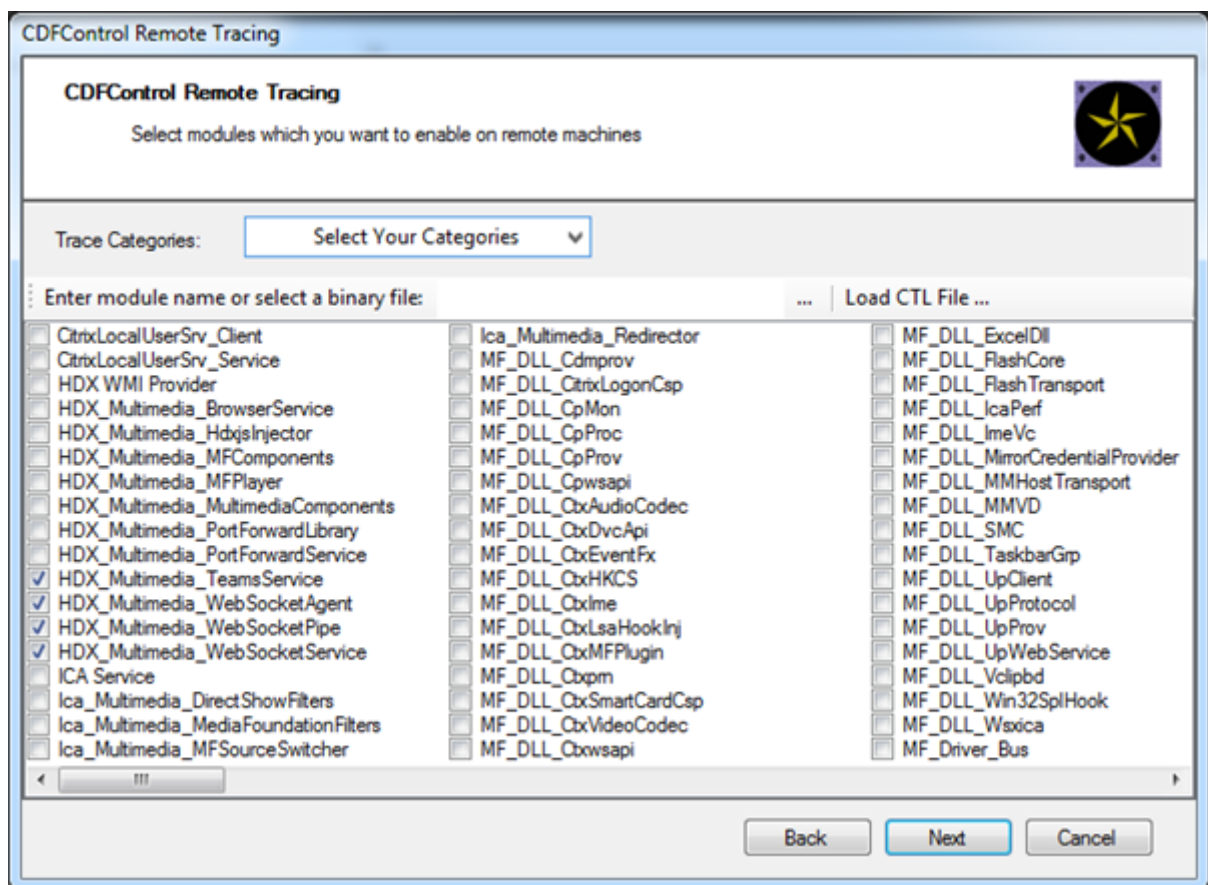 CDFControl Remote Tracing
CDFControl Remote Tracing
Select modules which you want to enable on remote machines
Trace Categories:
Select Your Categories
Enter module name or select a binary file:
...
Load CTL File ...
CitrixLocalUserSrv_Client
CitrixLocalUserSrv_Service
HDX WMI Provider
HDX_Multimedia_BrowserService
HDX_Multimedia_HdxjsInjector
HDX_Multimedia_MFComponents
HDX_Multimedia_MFPlayer
HDX_Multimedia_MultimediaComponents
HDX_Multimedia_PortForwardLibrary
HDX_Multimedia_PortForwardService
HDX_Multimedia_TeamsService
HDX_Multimedia_WebSocketAgent
HDX_Multimedia_WebSocketPipe
HDX_Multimedia_WebSocketService
ICA Service
Ica_Multimedia_DirectShowFilters
Ica_Multimedia_MediaFoundationFilters
Ica_Multimedia_MFSourceSwitcher
Ica_Multimedia_Redirector
MF_DLL_Cdmprov
MF_DLL_CitrixLogonCsp
MF_DLL_CpMon
MF_DLL_CpProc
MF_DLL_CpProv
MF_DLL_Cpwsapi
MF_DLL_CtxAudioCodec
MF_DLL_CtxDvcApi
MF_DLL_CtxEventFx
MF_DLL_CtxHKCS
MF_DLL_CtxIme
MF_DLL_CtxLsaHookInj
MF_DLL_CtxMFPlugin
MF_DLL_Ctxprn
MF_DLL_CtxSmartCardCsp
MF_DLL_CtxVideoCodec
MF_DLL_Ctxwsapi
MF_DLL_ExcelDll
MF_DLL_FlashCore
MF_DLL_FlashTransport
MF_DLL_IcaPerf
MF_DLL_ImeVc
MF_DLL_MirrorCredentialProvider
MF_DLL_MMHostTransport
MF_DLL_MMVD
MF_DLL_SMC
MF_DLL_TaskbarGrp
MF_DLL_UpClient
MF_DLL_UpProtocol
MF_DLL_UpProv
MF_DLL_UpWebService
MF_DLL_Vclipbd
MF_DLL_Win32SplHook
MF_DLL_Wsxica
MF_Driver_Bus
Back
Next
Cancel